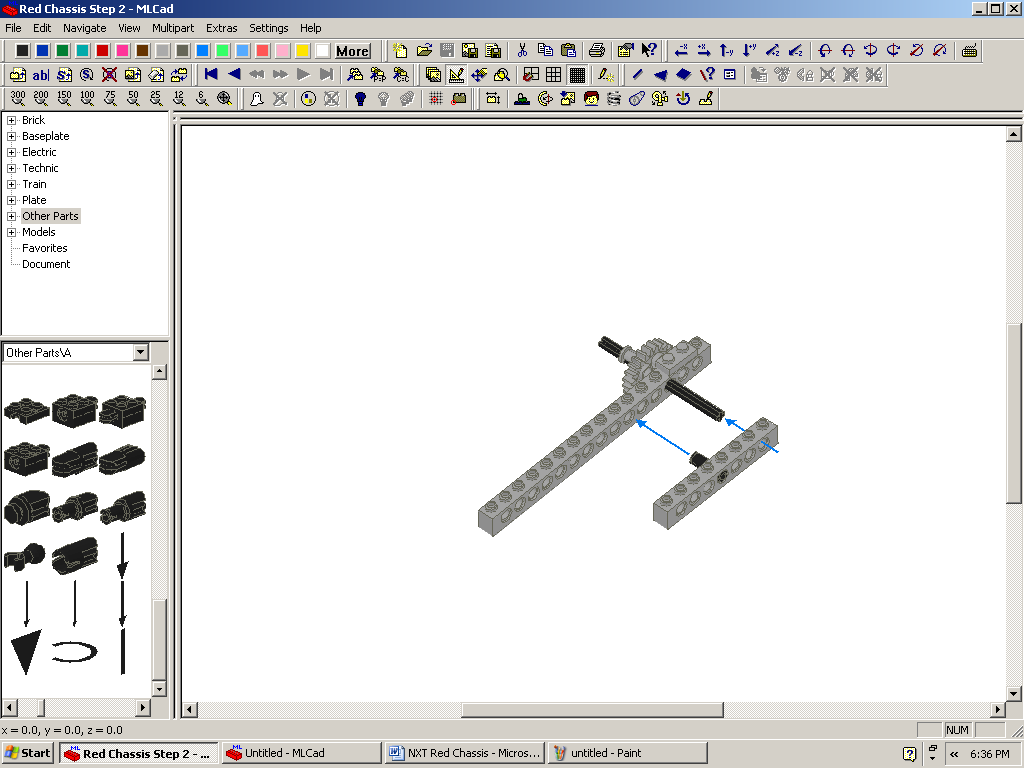 Red Chassis Step 2 - MLCad
File Edit Navigate View Multipart Extras Settings Help
More
ab
300 200 150 100 75 50 25 12 6
Brick
Baseplate
Electric
Technic
Train
Plate
Other Parts
Models
Favorites
Document
Other Parts\A
x = 0.0, y = 0.0, z = 0.0
NUM
Start
ML
Red Chassis Step 2 - ...
ML
Untitled - MLCad
NXT Red Chassis - Micros...
untitled - Paint
6:36 PM